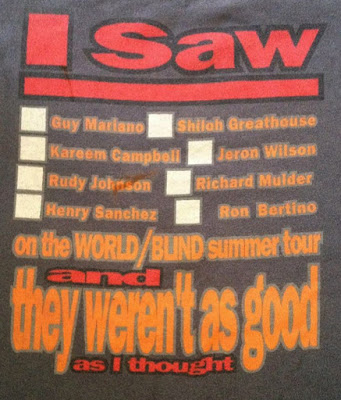 I Saw
Guy Mariano Shiloh Greathouse
Kareem Campbell Jeron Wilson
Rudy Johnson Richard Mulder
Henry Sanchez Ron Bertino
on the WORLD/BLIND summer tour
and
they weren't as good
as I thought